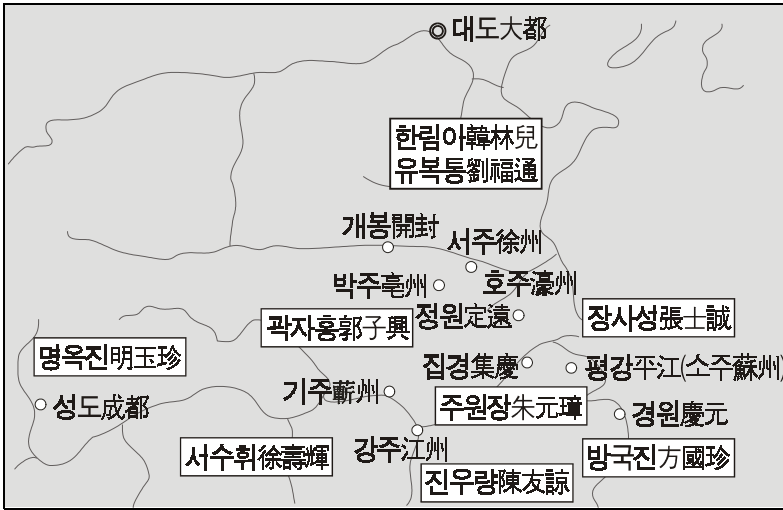 대도大都
한림아韓林兒
유복통劉福通
개봉開封
서주徐州
박주亳州
호주濠州
정원定遠
장사성張士誠
곽자흥郭子興
명옥진明玉珍
집경集慶
평강平江(소주蘇州)
기주蘄州
성도成都
주원장朱元璋
경원慶元
강주江州
서수휘徐壽輝
방국진方國珍
진우량陳友諒